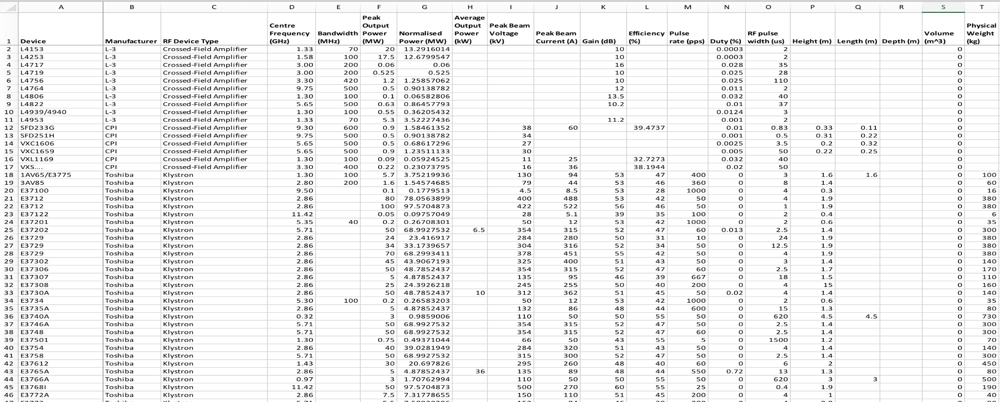 A B C D E F G H I J K L M N O P Q R S T
1 Device Manufacturer RF Device Type Centre Frequency (GHz) Bandwidth (MHz) Peak Output Power (MW) Normalised Power (MW) Average Output Power (kW) Peak Beam Voltage (kV) Peak Beam Current (A) Gain (dB) Efficiency (%) Pulse rate (pps) Duty (%) RF pulse width (us) Height (m) Length (m) Depth (m) Volume (m^3) Physical Weight (kg)
2 L4153 L-3 Crossed-Field Amplifier 1.33 70 20 13.2916014 10 0.0003 2 0
3 L4253 L-3 Crossed-Field Amplifier 1.58 100 17.5 12.6799547 10 0.0003 2 0
4 L4717 L-3 Crossed-Field Amplifier 3.00 200 0.06 0.06 16 0.028 35 0
5 L4719 L-3 Crossed-Field Amplifier 3.00 200 0.525 0.525 10 0.025 28 0
6 L4756 L-3 Crossed-Field Amplifier 3.30 420 1.2 1.25857062 10 0.025 110 0
7 L4764 L-3 Crossed-Field Amplifier 9.75 500 0.5 0.90138782 12 0.011 2 0
8 L4806 L-3 Crossed-Field Amplifier 1.30 100 0.1 0.06582806 13.5 0.032 40 0
9 L4822 L-3 Crossed-Field Amplifier 5.65 500 0.63 0.86457793 10.2 0.01 37 0
10 L4939/4940 L-3 Crossed-Field Amplifier 1.30 100 0.55 0.36205432 0.0124 3 0
11 L4953 L-3 Crossed-Field Amplifier 1.33 70 5.3 3.52227436 11.2 0.001 2 0
12 SFD233G CPI Crossed-Field Amplifier 9.30 600 0.9 1.58461352 38 60 39.4737 0.01 0.83 0.33 0.11 0
13 SFD251H CPI Crossed-Field Amplifier 9.75 500 0.5 0.90138782 34 0.001 0.5 0.31 0.22 0
14 VXC1606 CPI Crossed-Field Amplifier 5.65 500 0.5 0.68617296 27 0.0025 3.5 0.2 0.32 0
15 VXC1659 CPI Crossed-Field Amplifier 5.65 500 0.9 1.23511133 30 0.005 50 0.22 0.25 0
16 VXL1169 CPI Crossed-Field Amplifier 1.30 100 0.09 0.05924525 11 25 32.7273 0.032 40 0
17 VXS.... CPI Crossed-Field Amplifier 3.30 400 0.22 0.23073795 16 36 38.1944 0.02 50 0
18 1AV65/E3775 Toshiba Klystron 1.30 100 5.7 3.75219936 130 94 53 47 400 0 3 1.6 1.6 0 100
19 3AV85 Toshiba Klystron 2.80 200 1.6 1.54574685 79 44 53 46 360 0 8 1.4 0 60
20 E37100 Toshiba Klystron 9.50 0.1 0.1779513 4.5 8.5 53 28 1000 0 4 0.3 0 16
21 E3712 Toshiba Klystron 2.86 80 78.0563899 400 488 53 42 50 0 4 1.9 0 380
22 E3712 Toshiba Klystron 2.86 100 97.5704873 422 522 56 46 50 0 1 1.9 0 380
23 E37122 Toshiba Klystron 11.42 0.05 0.09757049 28 5.1 39 35 100 0 2 0.4 0 6
24 E37201 Toshiba Klystron 5.35 40 0.2 0.26708301 50 12 53 42 1000 0 2 0.6 0 35
25 E37202 Toshiba Klystron 5.71 50 68.9927532 6.5 354 315 52 47 60 0.013 2.5 1.4 0 300
26 E3729 Toshiba Klystron 2.86 24 23.416917 284 280 50 31 10 0 24 1.9 0 380
27 E3729 Toshiba Klystron 2.86 34 33.1739657 304 316 52 34 50 0 12.5 1.9 0 380
28 E3729 Toshiba Klystron 2.86 70 68.2993411 378 451 55 42 50 0 4 1.9 0 380
29 E37302 Toshiba Klystron 2.86 45 43.9067193 325 400 51 43 50 0 3 1.4 0 140
30 E37306 Toshiba Klystron 2.86 50 48.7852437 354 315 52 47 60 0 2.5 1.7 0 170
31 E37307 Toshiba Klystron 2.86 5 4.87852437 135 95 46 39 667 0 18 1.5 0 110
32 E37308 Toshiba Klystron 2.86 25 24.3926218 245 255 50 40 200 0 4 15 0 160
33 E3730A Toshiba Klystron 2.86 50 48.7852437 10 312 362 51 45 50 0.02 4 1.4 0 140
34 E3734 Toshiba Klystron 5.30 100 0.2 0.26583203 50 12 53 42 1000 0 2 0.6 0 35
35 E3735A Toshiba Klystron 2.86 5 4.87852437 132 86 48 44 600 0 15 1.3 0 80
36 E3740A Toshiba Klystron 0.32 3 0.9859006 110 50 50 55 50 0 620 4.5 4.5 0 730
37 E3746A Toshiba Klystron 5.71 50 68.9927532 354 315 52 47 50 0 2.5 1.4 0 300
38 E3748 Toshiba Klystron 5.71 50 68.9927532 354 315 52 47 60 0 2.5 1.4 0 300
39 E37501 Toshiba Klystron 1.30 0.75 0.49371044 66 50 43 55 5 0 1500 1.2 0 70
40 E3754 Toshiba Klystron 2.86 40 39.0281949 284 320 51 43 50 0 4 1.4 0 140
41 E3758 Toshiba Klystron 5.71 50 68.9927532 315 300 52 47 50 0 2.5 1.4 0 300
42 E37612 Toshiba Klystron 1.43 30 20.697826 295 260 48 40 60 0 6 2 0 450
43 E3765A Toshiba Klystron 2.86 5 4.87852437 36 135 89 48 44 550 0.72 13 1.3 0 80
44 E3766A Toshiba Klystron 0.97 3 1.70762994 110 50 50 55 50 0 620 3 3 0 500
45 E3768I Toshiba Klystron 11.42 50 97.5704873 500 270 60 55 25 0 0.4 1.9 0 190
46 E3772A Toshiba Klystron 2.86 7.5 7.31778655 150 110 51 45 200 0 4 1 0 40